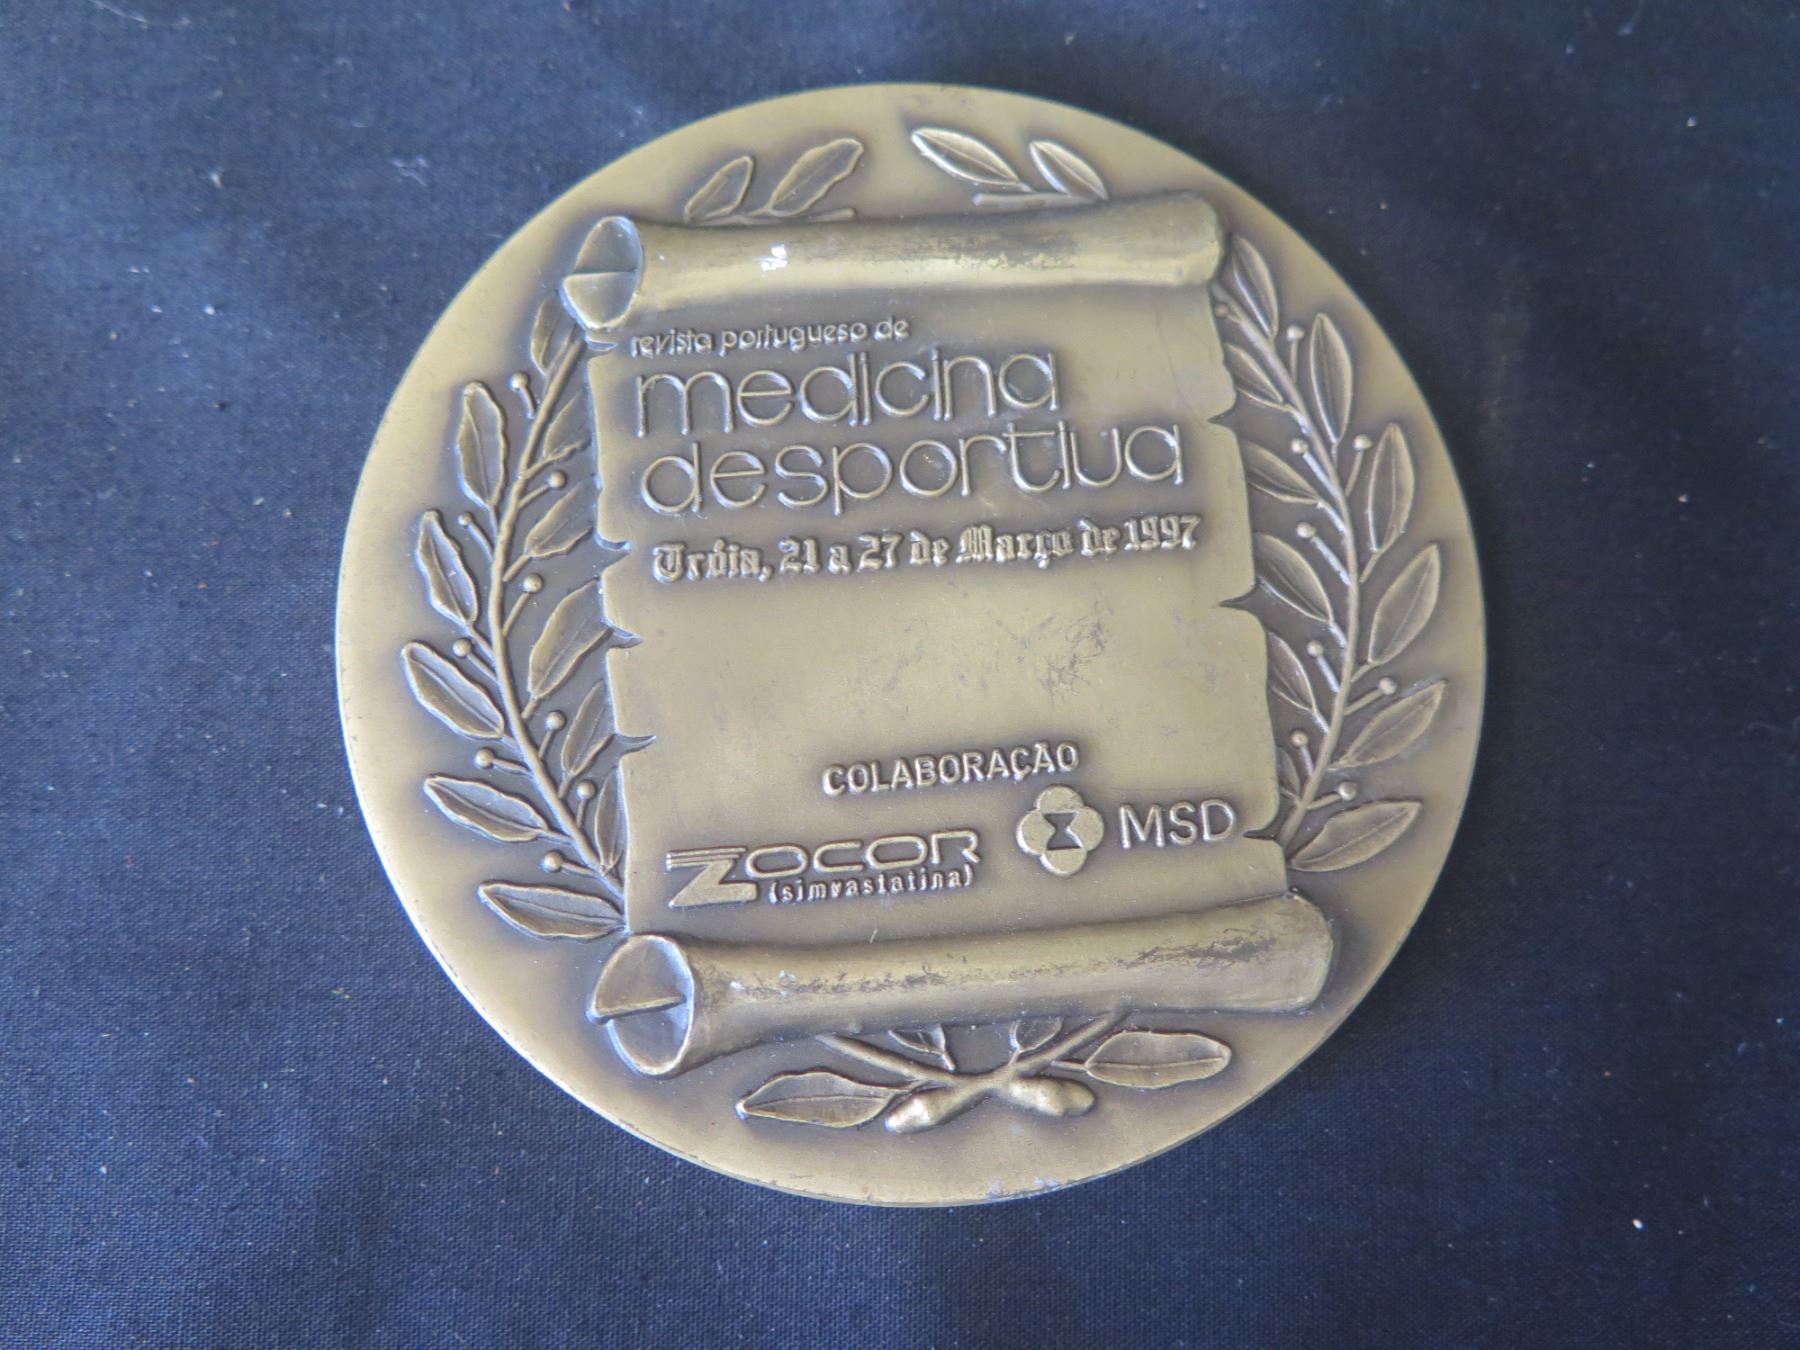 revista portuguesa de
medicina
desportiva
Tróia, 21 a 27 de Março de 1997
COLABORAÇÃO
ZOCOR
(simvastatina)
MSD